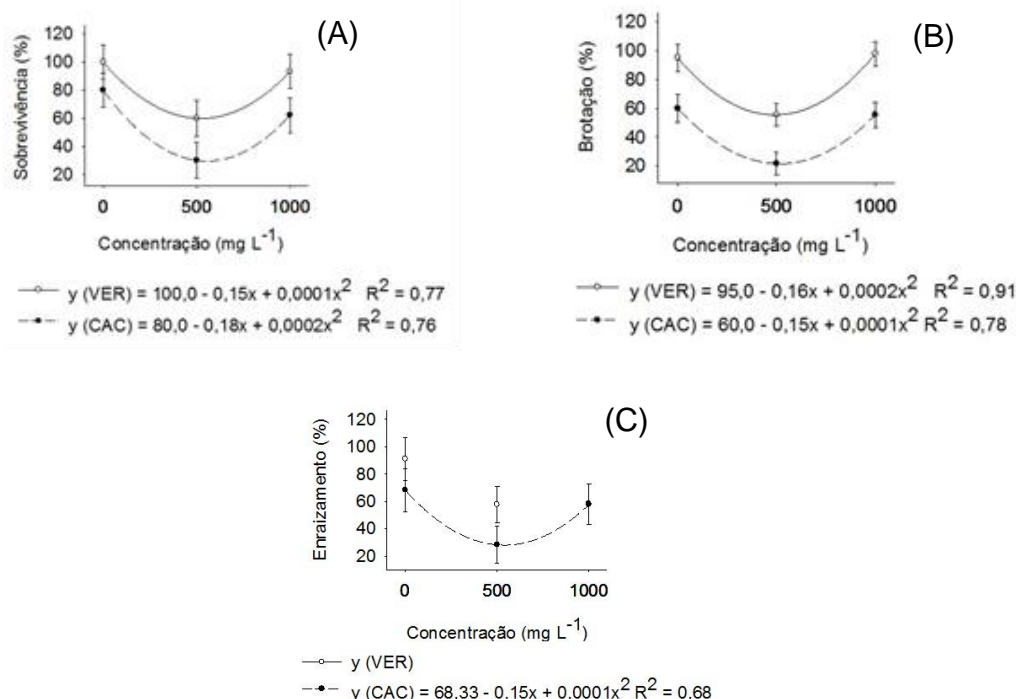 (A)
Sobrevivência (%)
120
100
80
60
40
20
0 500 1000
Concentração (mg L⁻¹)
y (VER) = 100,0 - 0,15x + 0,0001x² R² = 0,77
y (CAC) = 80,0 - 0,18x + 0,0002x² R² = 0,76
(B)
Brotação (%)
120
100
80
60
40
20
0 500 1000
Concentração (mg L⁻¹)
y (VER) = 95,0 - 0,16x + 0,0002x² R² = 0,91
y (CAC) = 60,0 - 0,15x + 0,0001x² R² = 0,78
(C)
Enraizamento (%)
120
100
80
60
40
20
0 500 1000
Concentração (mg L⁻¹)
y (VER)
y (CAC) = 68.33 - 0.15x + 0.0001x² R² = 0.68